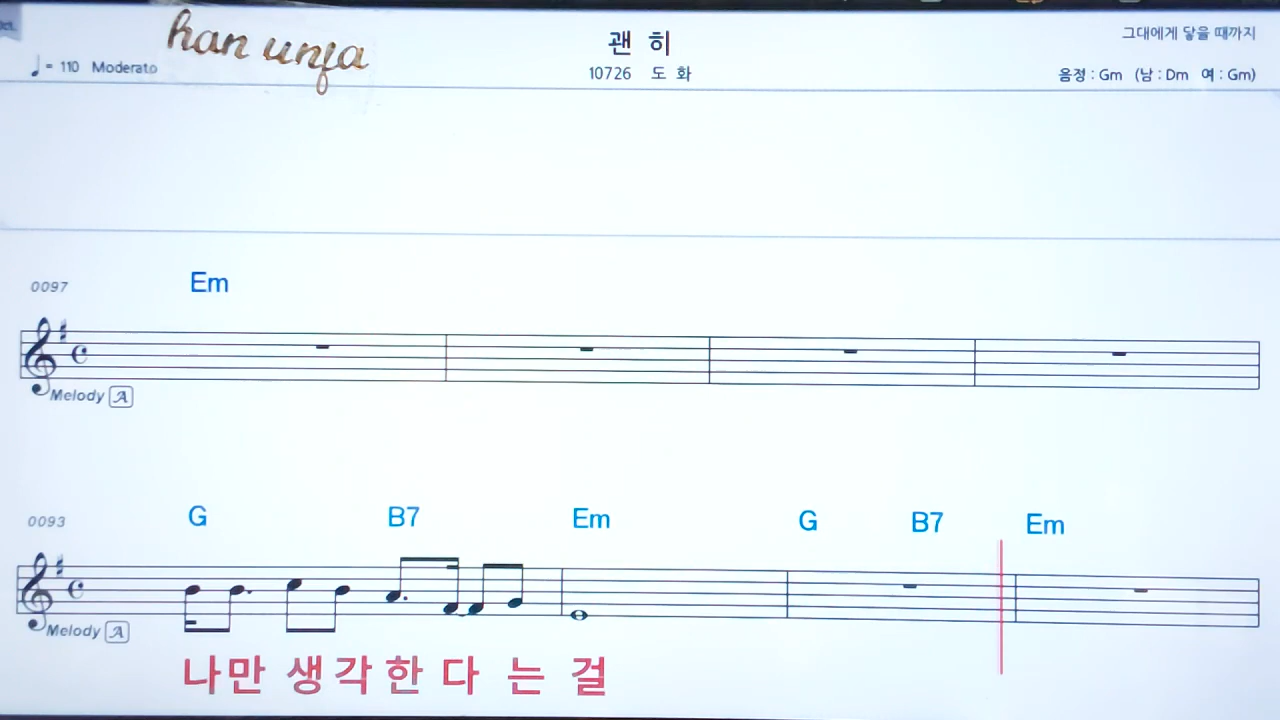 oct.
han unja
♩= 110 Moderato
괜 히
10726 도 화
그대에게 닿을 때까지
음정 : Gm (남 : Dm 여 : Gm)
0097
Em
Melody A
0093
G B7 Em G B7 Em
Melody A
나만 생각한 다 는 걸